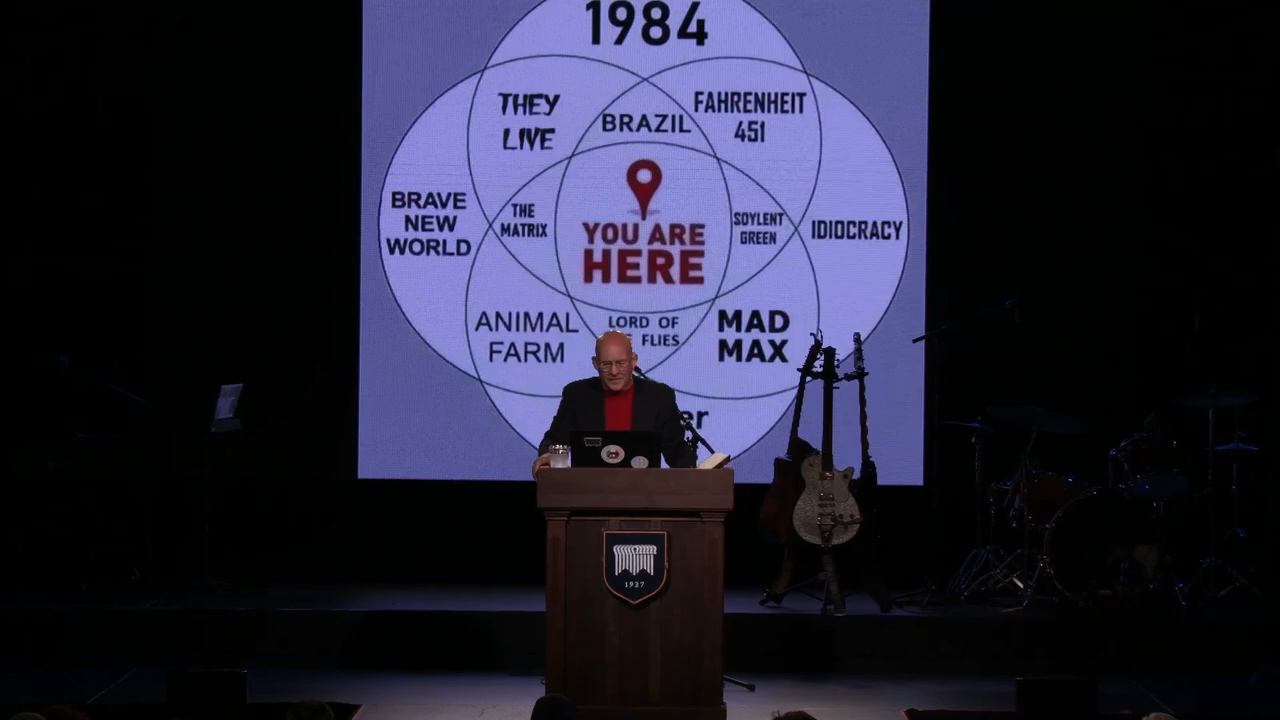 1984
THEY
LIVE
BRAZIL
FAHRENHEIT
451
BRAVE
NEW
WORLD
THE
MATRIX
YOU ARE
HERE
SOYLENT
GREEN
IDIOCRACY
ANIMAL
FARM
LORD OF
FLIES
MAD
MAX
er
1927